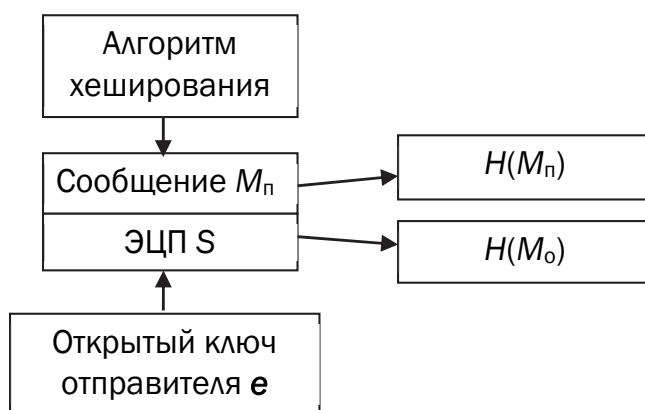 Алгоритм
хеширования
Сообщение Mп
H(Mп)
ЭЦП S
H(Mо)
Открытый ключ
отправителя e